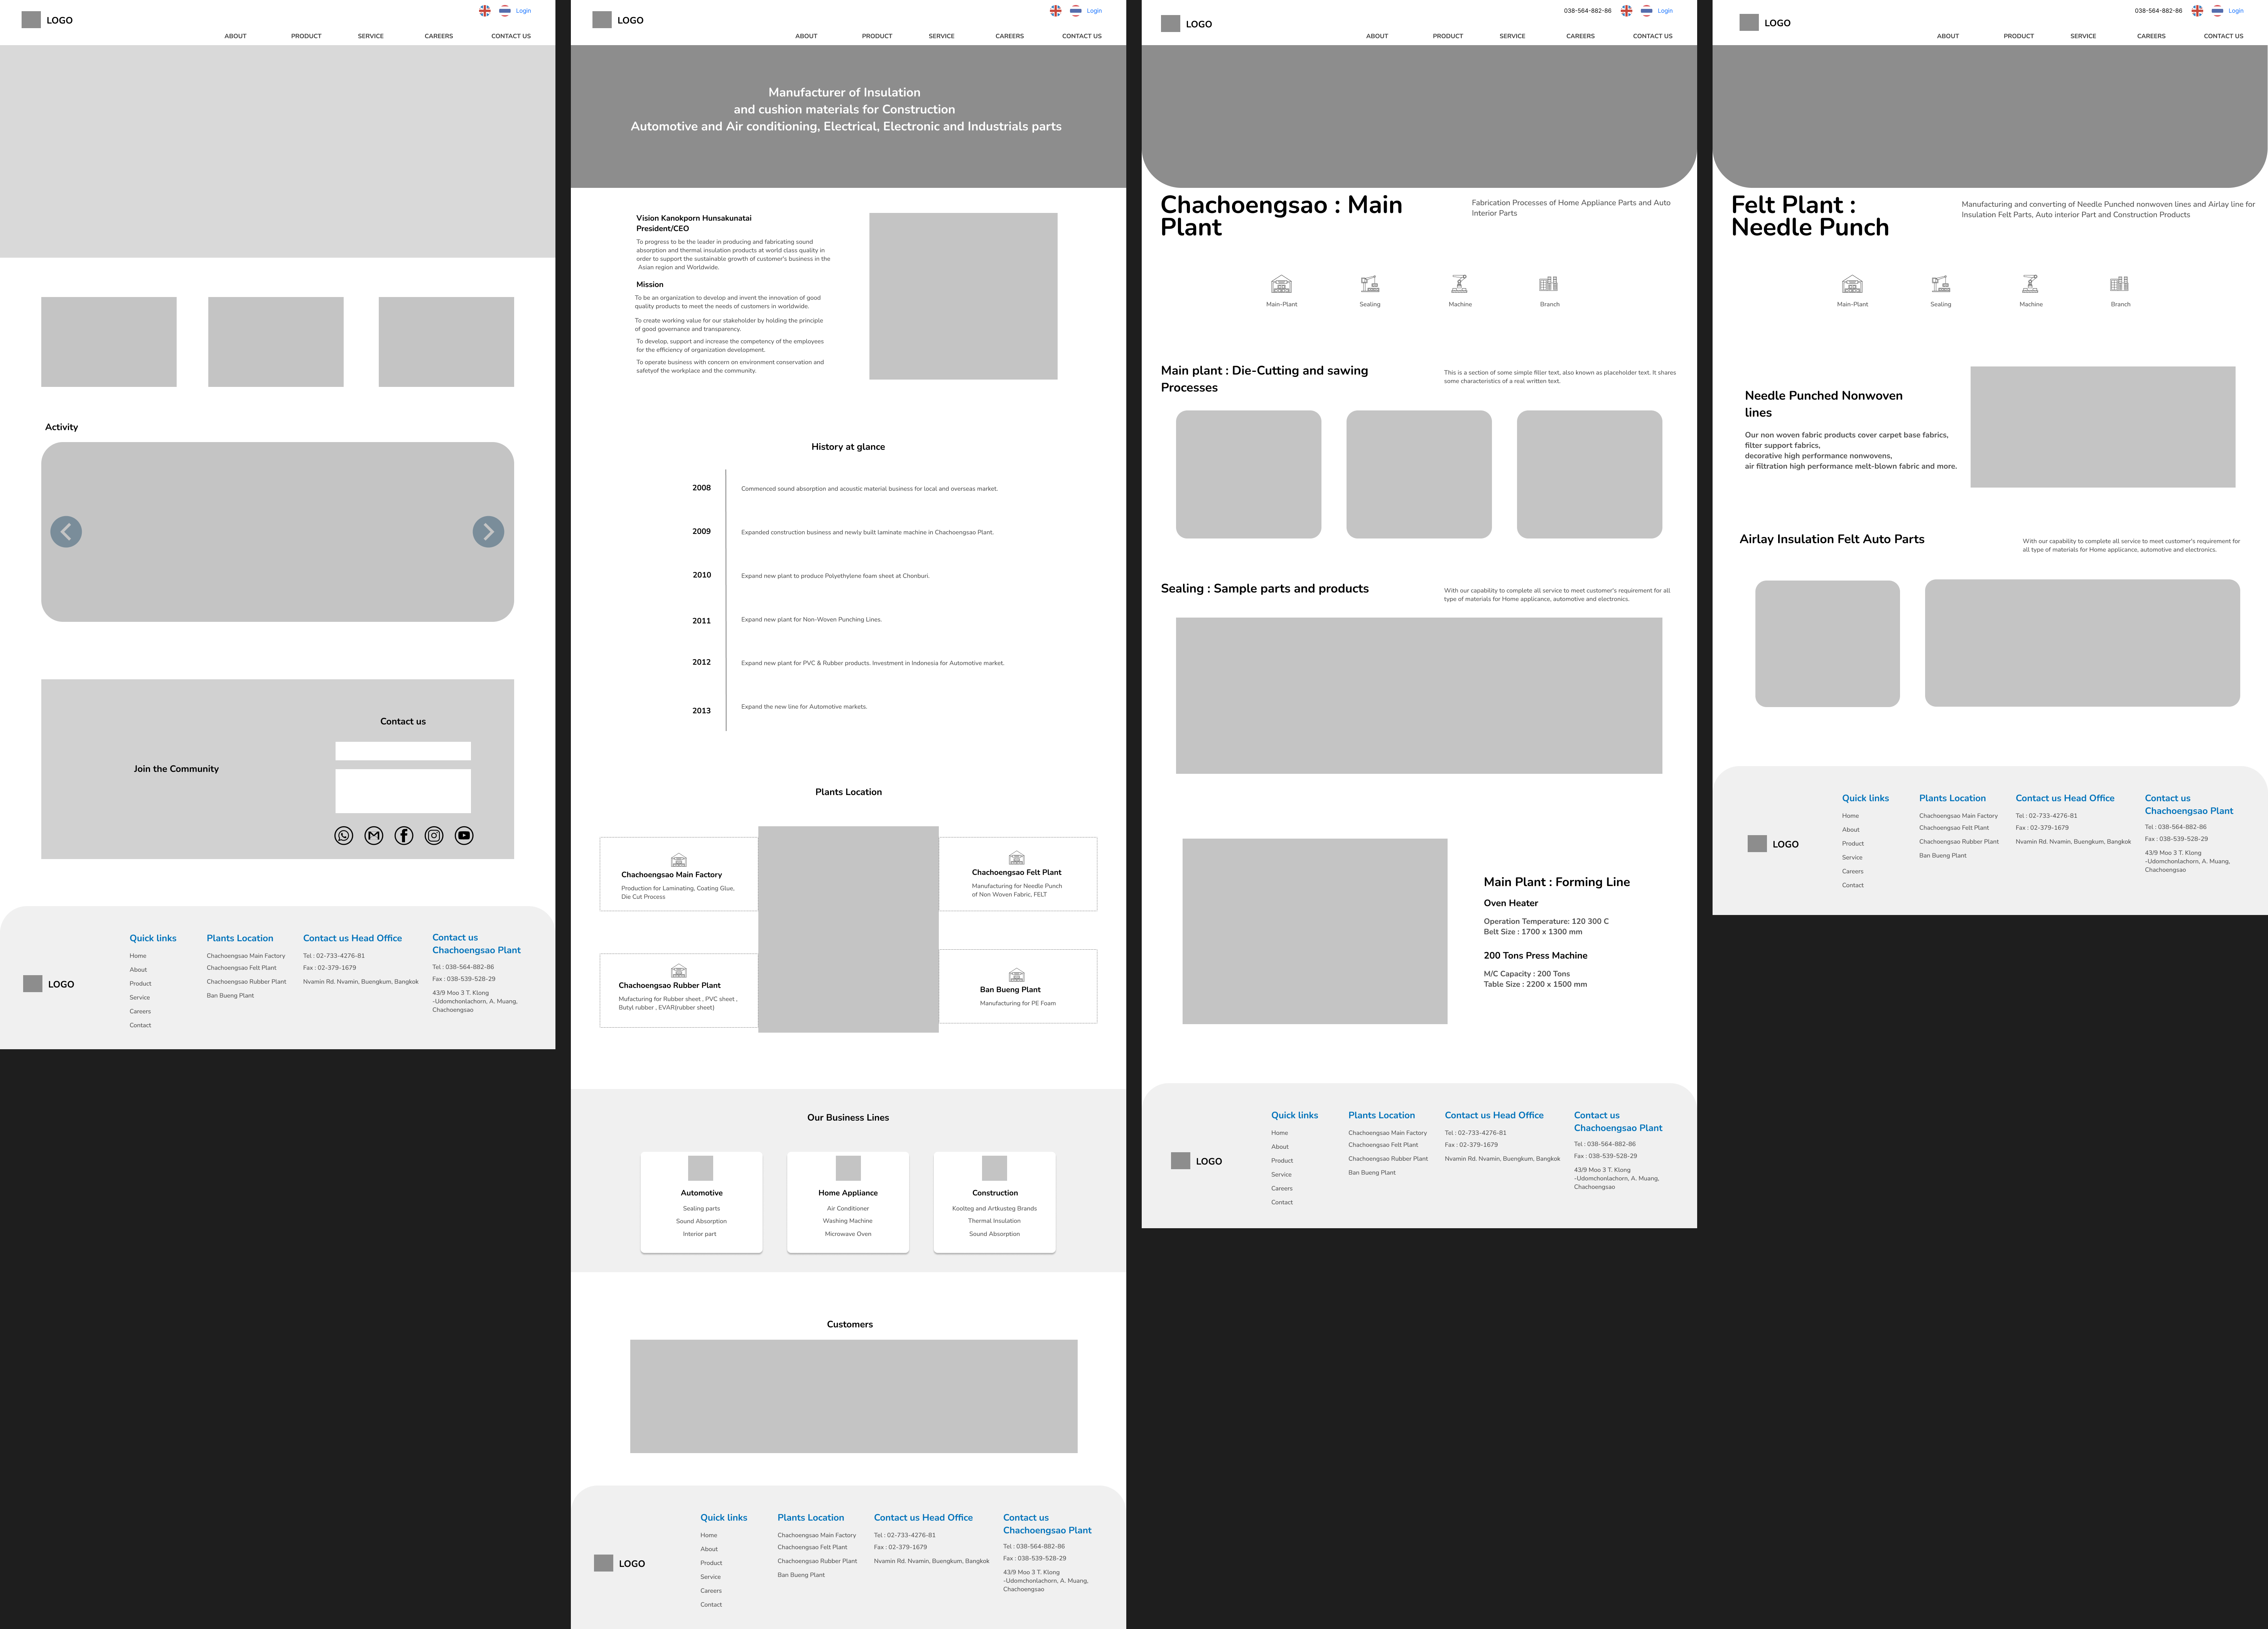 LOGO
Login
ABOUT PRODUCT SERVICE CAREERS CONTACT US
Activity
Join the Community
Contact us
Quick links
Home
About
Product
Service
Careers
Contact
Plants Location
Chachoengsao Main Factory
Chachoengsao Felt Plant
Chachoengsao Rubber Plant
Ban Bueng Plant
Contact us Head Office
Tel : 02-733-4276-81
Fax : 02-379-1679
Nvamin Rd. Nvamin, Buengkum, Bangkok
Contact us
Chachoengsao Plant
Tel : 038-564-882-86
Fax : 038-539-528-29
43/9 Moo 3 T. Klong
-Udomchonlachorn, A. Muang,
Chachoengsao
LOGO
LOGO
Login
ABOUT PRODUCT SERVICE CAREERS CONTACT US
Manufacturer of Insulation
and cushion materials for Construction
Automotive and Air conditioning, Electrical, Electronic and Industrials parts
Vision Kanokporn Hunsakunatai
President/CEO
To progress to be the leader in producing and fabricating sound
absorption and thermal insulation products at world class quality in
order to support the sustainable growth of customer's business in the
Asian region and Worldwide.
Mission
To be an organization to develop and invent the innovation of good
quality products to meet the needs of customers in worldwide.
To create working value for our stakeholder by holding the principle
of good governance and transparency.
To develop, support and increase the competency of the employees
for the efficiency of organization development.
To operate business with concern on environment conservation and
safetyof the workplace and the community.
History at glance
2008 Commenced sound absorption and acoustic material business for local and overseas market.
2009 Expanded construction business and newly built laminate machine in Chachoengsao Plant.
2010 Expand new plant to produce Polyethylene foam sheet at Chonburi.
2011 Expand new plant for Non-Woven Punching Lines.
2012 Expand new plant for PVC & Rubber products. Investment in Indonesia for Automotive market.
2013 Expand the new line for Automotive markets.
Plants Location
Chachoengsao Main Factory
Production for Laminating, Coating Glue,
Die Cut Process
Chachoengsao Felt Plant
Manufacturing for Needle Punch
of Non Woven Fabric, FELT
Chachoengsao Rubber Plant
Mufacturing for Rubber sheet , PVC sheet ,
Butyl rubber , EVAR(rubber sheet)
Ban Bueng Plant
Manufacturing for PE Foam
Our Business Lines
Automotive
Sealing parts
Sound Absorption
Interior part
Home Appliance
Air Conditioner
Washing Machine
Microwave Oven
Construction
Koolteg and Artkusteg Brands
Thermal Insulation
Sound Absorption
Customers
Quick links
Home
About
Product
Service
Careers
Contact
Plants Location
Chachoengsao Main Factory
Chachoengsao Felt Plant
Chachoengsao Rubber Plant
Ban Bueng Plant
Contact us Head Office
Tel : 02-733-4276-81
Fax : 02-379-1679
Nvamin Rd. Nvamin, Buengkum, Bangkok
Contact us
Chachoengsao Plant
Tel : 038-564-882-86
Fax : 038-539-528-29
43/9 Moo 3 T. Klong
-Udomchonlachorn, A. Muang,
Chachoengsao
LOGO
LOGO
038-564-882-86 Login
ABOUT PRODUCT SERVICE CAREERS CONTACT US
Chachoengsao : Main
Plant
Fabrication Processes of Home Appliance Parts and Auto
Interior Parts
Main-Plant Sealing Machine Branch
Main plant : Die-Cutting and sawing
Processes
This is a section of some simple filler text, also known as placeholder text. It shares
some characteristics of a real written text.
Sealing : Sample parts and products
With our capability to complete all service to meet customer's requirement for all
type of materials for Home applicance, automotive and electronics.
Main Plant : Forming Line
Oven Heater
Operation Temperature: 120 300 C
Belt Size : 1700 x 1300 mm
200 Tons Press Machine
M/C Capacity : 200 Tons
Table Size : 2200 x 1500 mm
Quick links
Home
About
Product
Service
Careers
Contact
Plants Location
Chachoengsao Main Factory
Chachoengsao Felt Plant
Chachoengsao Rubber Plant
Ban Bueng Plant
Contact us Head Office
Tel : 02-733-4276-81
Fax : 02-379-1679
Nvamin Rd. Nvamin, Buengkum, Bangkok
Contact us
Chachoengsao Plant
Tel : 038-564-882-86
Fax : 038-539-528-29
43/9 Moo 3 T. Klong
-Udomchonlachorn, A. Muang,
Chachoengsao
LOGO
LOGO
038-564-882-86 Login
ABOUT PRODUCT SERVICE CAREERS CONTACT US
Felt Plant :
Needle Punch
Manufacturing and converting of Needle Punched nonwoven lines and Airlay line for
Insulation Felt Parts, Auto interior Part and Construction Products
Main-Plant Sealing Machine Branch
Needle Punched Nonwoven
lines
Our non woven fabric products cover carpet base fabrics,
filter support fabrics,
decorative high performance nonwovens,
air filtration high performance melt-blown fabric and more.
Airlay Insulation Felt Auto Parts
With our capability to complete all service to meet customer's requirement for
all type of materials for Home applicance, automotive and electronics.
Quick links
Home
About
Product
Service
Careers
Contact
Plants Location
Chachoengsao Main Factory
Chachoengsao Felt Plant
Chachoengsao Rubber Plant
Ban Bueng Plant
Contact us Head Office
Tel : 02-733-4276-81
Fax : 02-379-1679
Nvamin Rd. Nvamin, Buengkum, Bangkok
Contact us
Chachoengsao Plant
Tel : 038-564-882-86
Fax : 038-539-528-29
43/9 Moo 3 T. Klong
-Udomchonlachorn, A. Muang,
Chachoengsao
LOGO